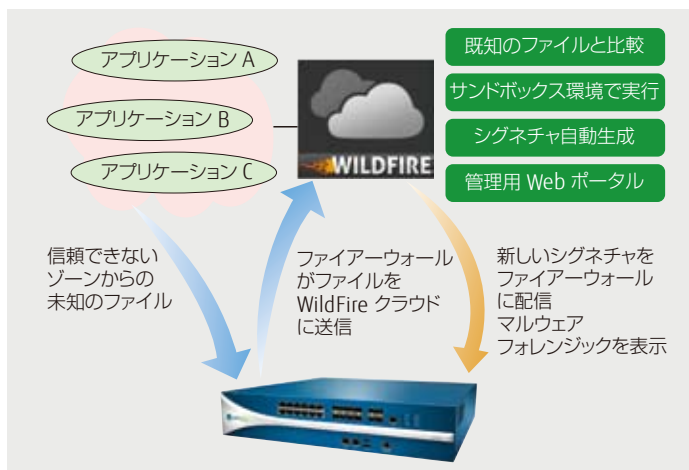 アプリケーション A
アプリケーション B
アプリケーション C
WILDFIRE
既知のファイルと比較
サンドボックス環境で実行
シグネチャ自動生成
管理用 Web ポータル
信頼できない
ゾーンからの
未知のファイル
ファイアーウォール
がファイルを
WildFire クラウド
に送信
新しいシグネチャを
ファイアーウォール
に配信
マルウェア
フォレンジックを表示